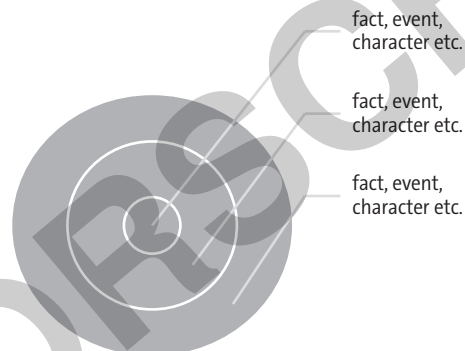 fact, event,
character etc.
fact, event,
character etc.
fact, event,
character etc.